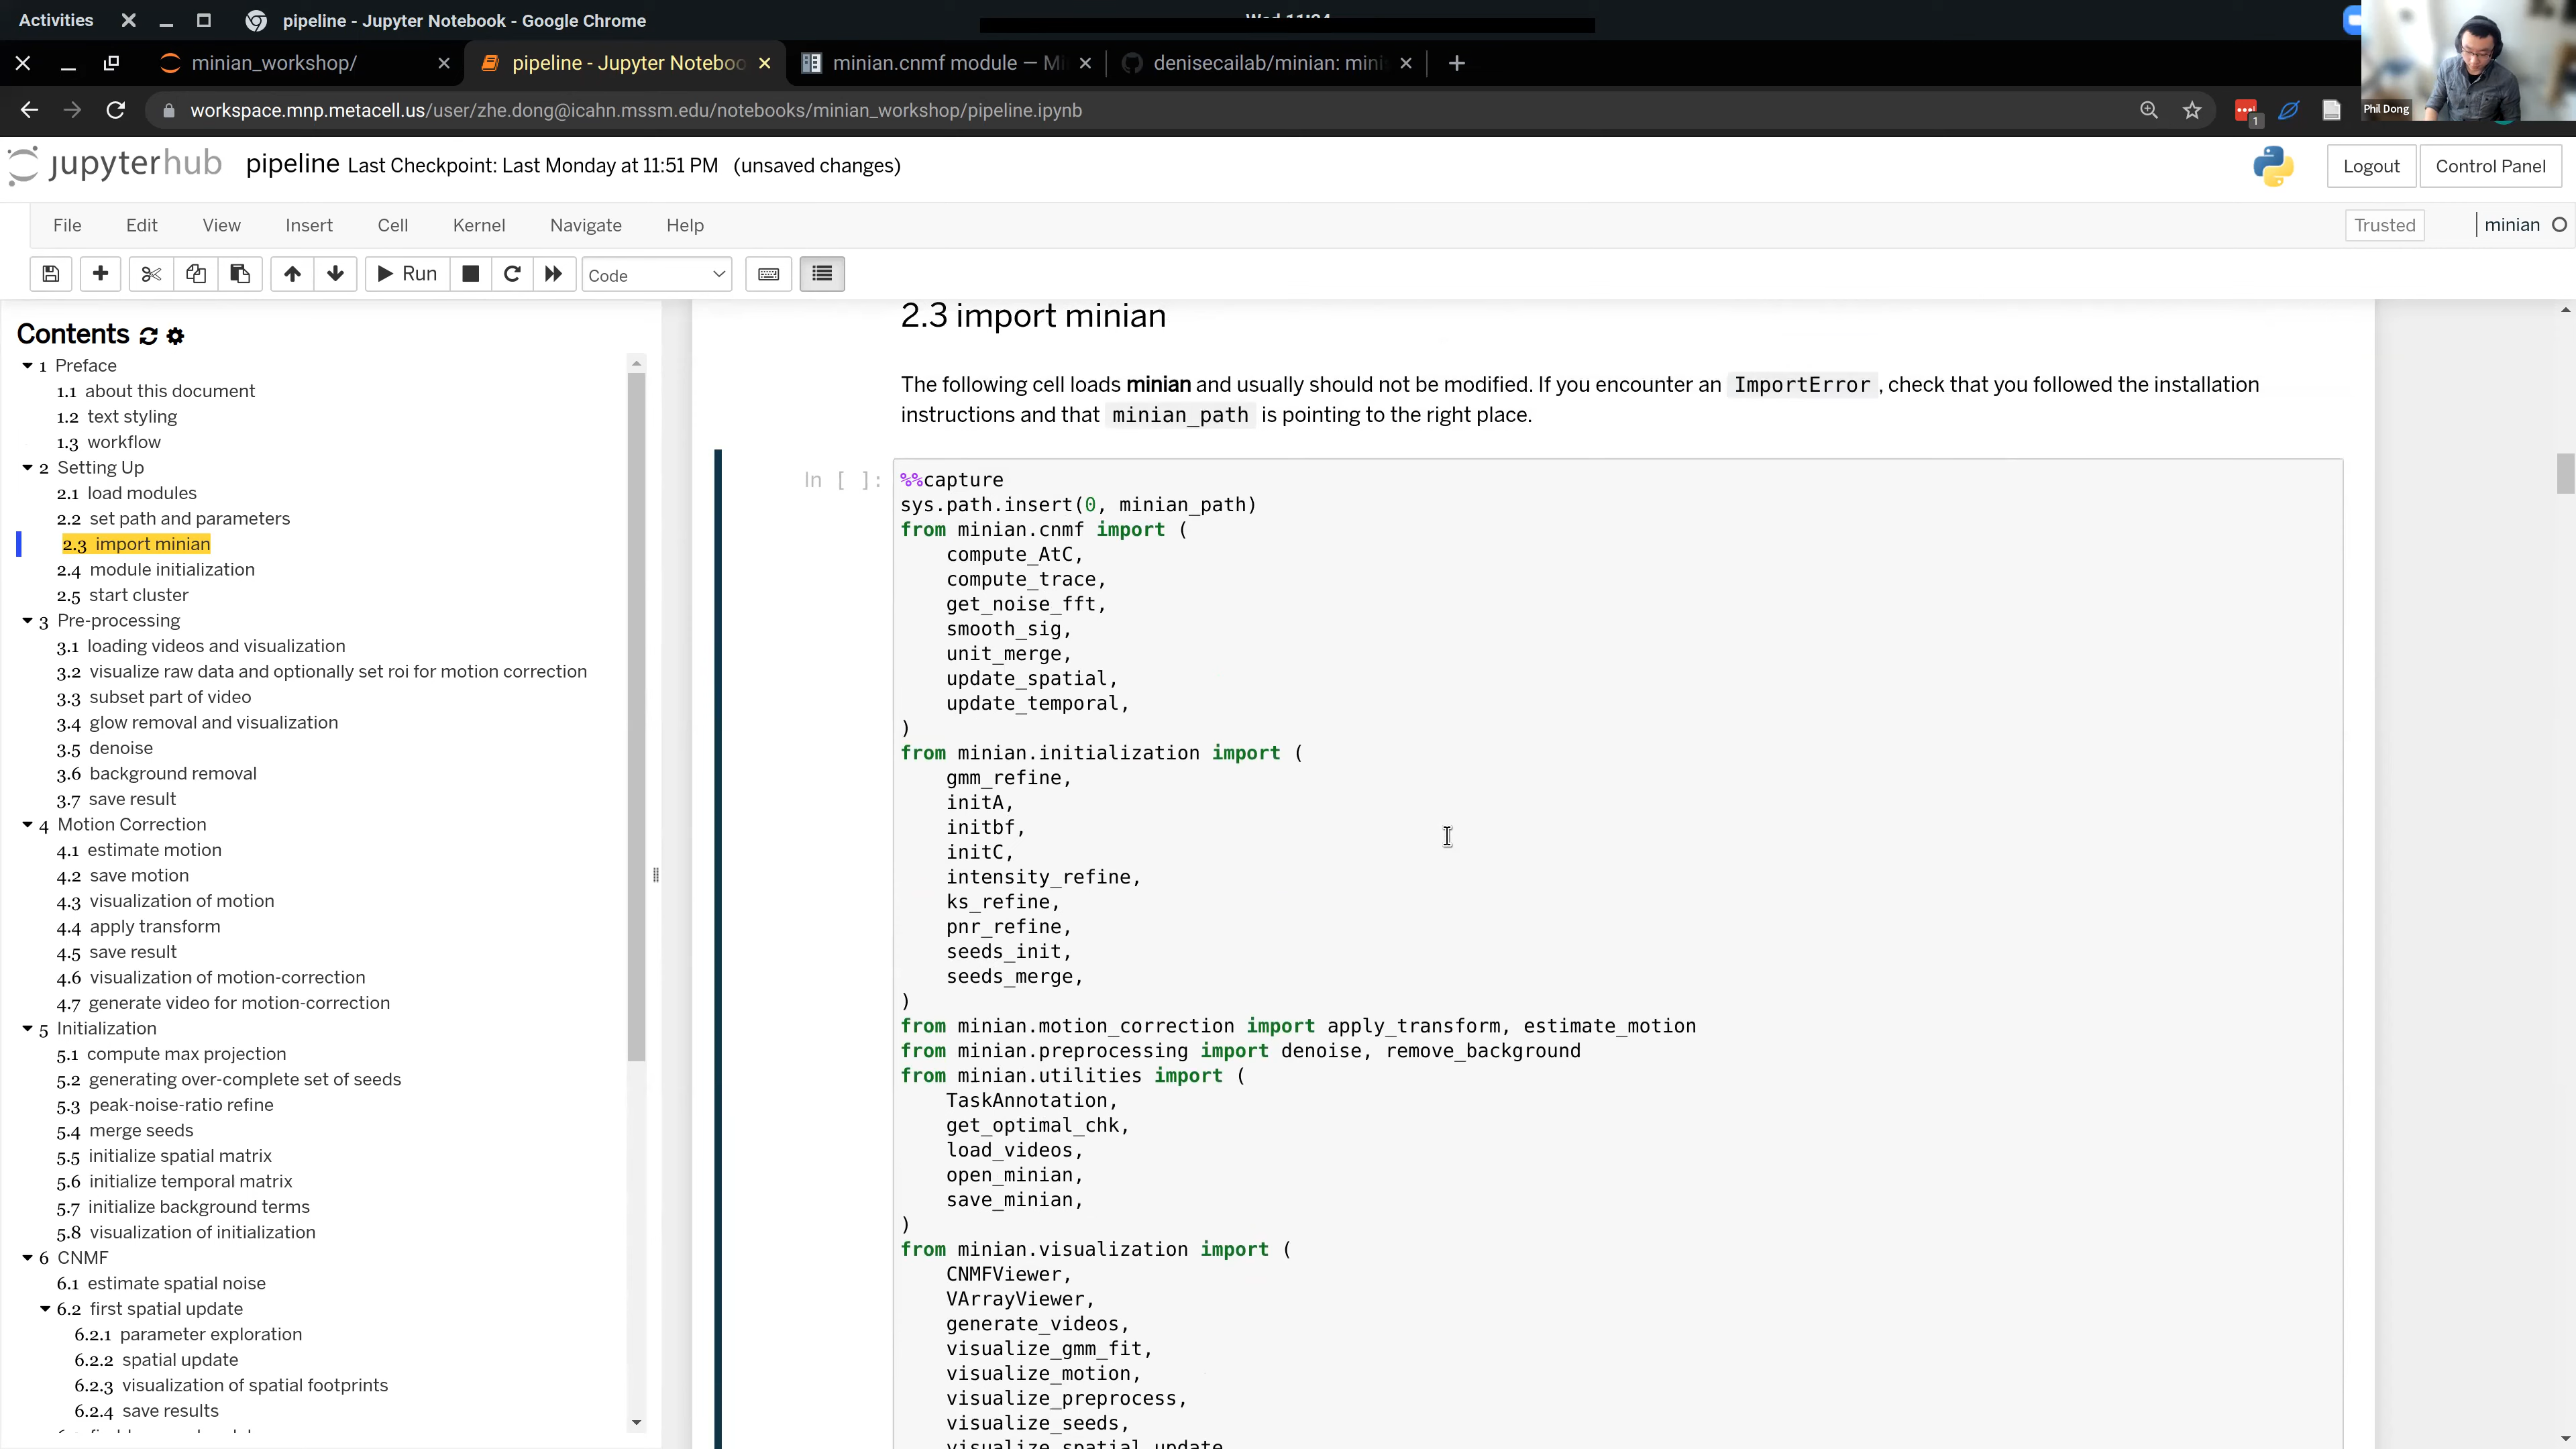 Activities
pipeline - Jupyter Notebook - Google Chrome
minian_workshop/
pipeline - Jupyter Noteboo
minian.cnmf module — Mi
denisecailab/minian: mini
workspace.mnp.metacell.us/user/zhe.dong@icahn.mssm.edu/notebooks/minian_workshop/pipeline.ipynb
1
Phil Dong
jupyterhub pipeline Last Checkpoint: Last Monday at 11:51 PM (unsaved changes)
Logout
Control Panel
File Edit View Insert Cell Kernel Help
Trusted
minian
Run
Code
Contents
1 Preface
1.1 about this document
1.2 text styling
1.3 workflow
2 Setting Up
2.1 load modules
2.2 set path and parameters
2.3 import minian
2.4 module initialization
2.5 start cluster
3 Pre-processing
3.1 loading videos and visualization
3.2 visualize raw data and optionally set roi for motion correction
3.3 subset part of video
3.4 glow removal and visualization
3.5 denoise
3.6 background removal
3.7 save result
4 Motion Correction
4.1 estimate motion
4.2 save motion
4.3 visualization of motion
4.4 apply transform
4.5 save result
4.6 visualization of motion-correction
4.7 generate video for motion-correction
5 Initialization
5.1 compute max projection
5.2 generating over-complete set of seeds
5.3 peak-noise-ratio refine
5.4 merge seeds
5.5 initialize spatial matrix
5.6 initialize temporal matrix
5.7 initialize background terms
5.8 visualization of initialization
6 CNMF
6.1 estimate spatial noise
6.2 first spatial update
6.2.1 parameter exploration
6.2.2 spatial update
6.2.3 visualization of spatial footprints
6.2.4 save results
2.3 import minian
The following cell loads minian and usually should not be modified. If you encounter an ImportError , check that you followed the installation
instructions and that minian_path is pointing to the right place.
In [ ]:
%%capture
sys.path.insert(0, minian_path)
from minian.cnmf import (
compute_AtC,
compute_trace,
get_noise_fft,
smooth_sig,
unit_merge,
update_spatial,
update_temporal,
)
from minian.initialization import (
gmm_refine,
initA,
initbf,
initC,
intensity_refine,
ks_refine,
pnr_refine,
seeds_init,
seeds_merge,
)
from minian.motion_correction import apply_transform, estimate_motion
from minian.preprocessing import denoise, remove_background
from minian.utilities import (
TaskAnnotation,
get_optimal_chk,
load_videos,
open_minian,
save_minian,
)
from minian.visualization import (
CNMFViewer,
VArrayViewer,
generate_videos,
visualize_gmm_fit,
visualize_motion,
visualize_preprocess,
visualize_seeds,
visualize_spatial_update